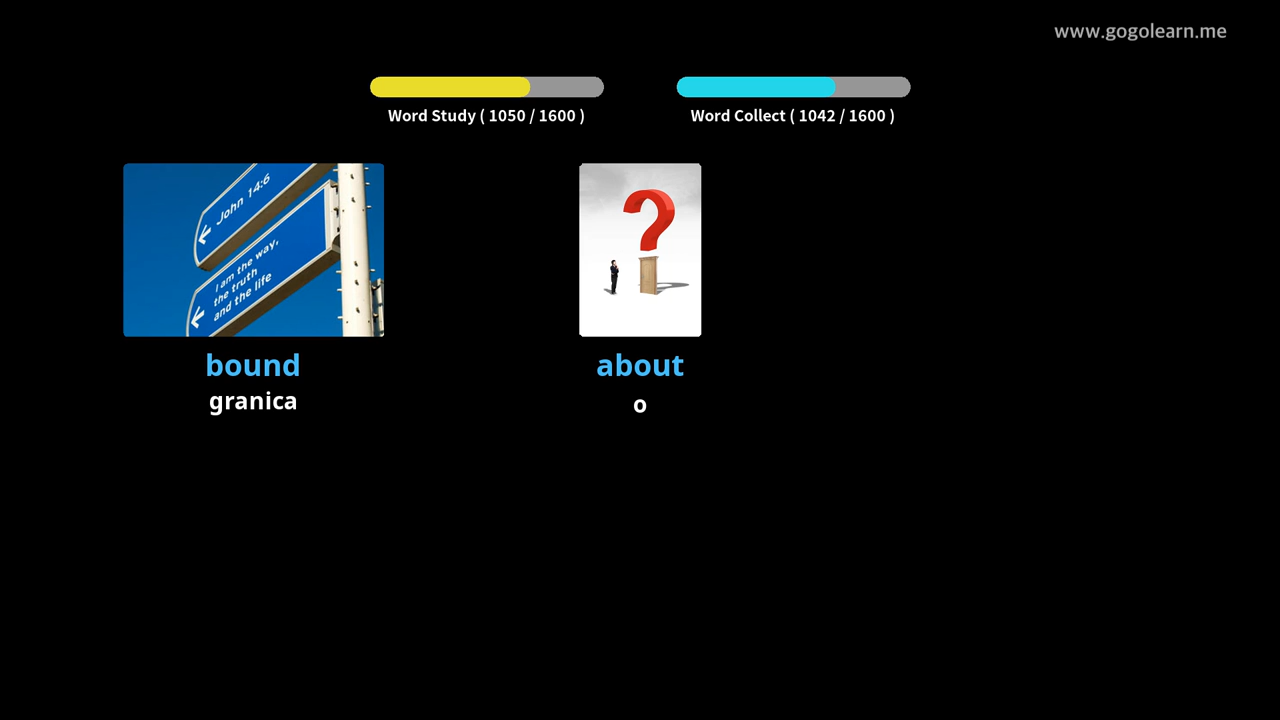 www.gogolearn.me
Word Study ( 1050 / 1600 )
Word Collect ( 1042 / 1600 )
John 14:6
I am the way,
the truth
and the life
bound
granica
about
o